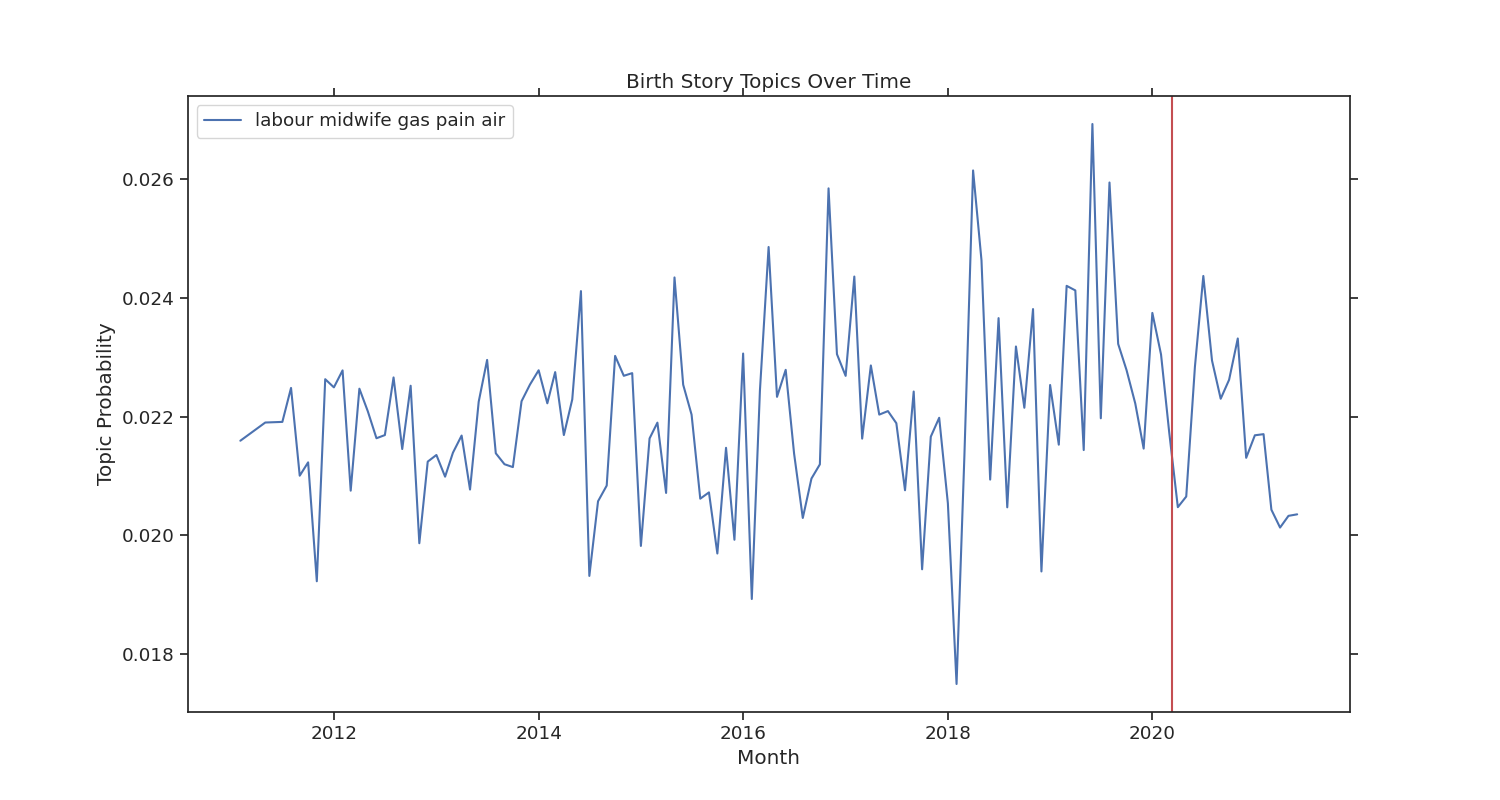 Birth Story Topics Over Time
labour midwife gas pain air
Topic Probability
0.026
0.024
0.022
0.020
0.018
2012 2014 2016 2018 2020
Month